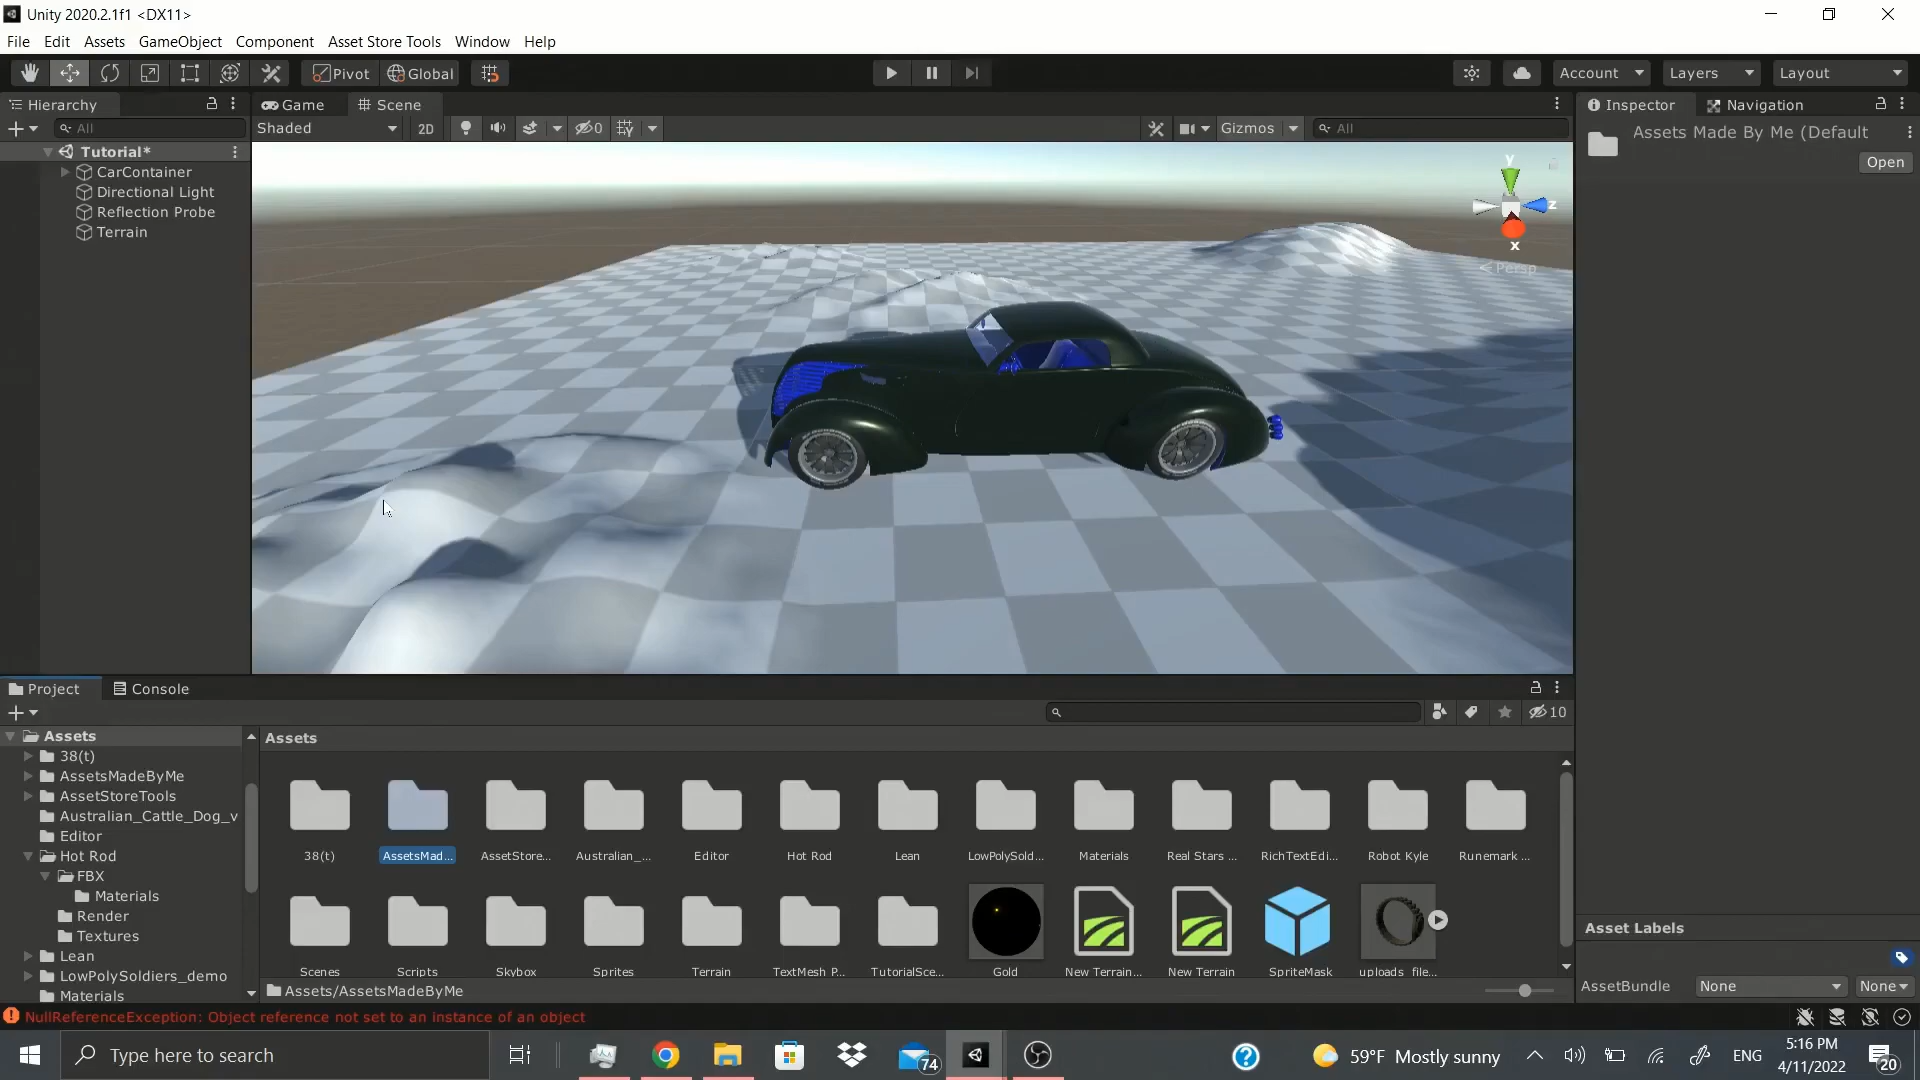 Unity 2020.2.1f1 <DX11>
File Edit Assets GameObject Component Asset Store Tools Window Help
Pivot Global Account Layers Layout
Hierarchy Game Scene Inspector Navigation
All Shaded 2D 0 Gizmos All
Assets Made By Me (Default
Open
Tutorial*
CarContainer
Directional Light
Reflection Probe
Terrain
y
z
x
Persp
Project Console
10
Assets
38(t)
AssetsMadeByMe
AssetStoreTools
Australian_Cattle_Dog_v
Editor
Hot Rod
FBX
Materials
Render
Textures
Lean
LowPolySoldiers_demo
Materials
Assets
38(t) AssetsMad... AssetStore... Australian_... Editor Hot Rod Lean LowPolySold... Materials Real Stars ... RichTextEdi... Robot Kyle Runemark ...
Scenes Scripts Skybox Sprites Terrain TextMesh P... TutorialSce... Gold New Terrain... New Terrain SpriteMask uploads_file...
Assets/AssetsMadeByMe
Asset Labels
AssetBundle None None
NullReferenceException: Object reference not set to an instance of an object
Type here to search
74
59°F Mostly sunny
ENG
5:16 PM
4/11/2022
20